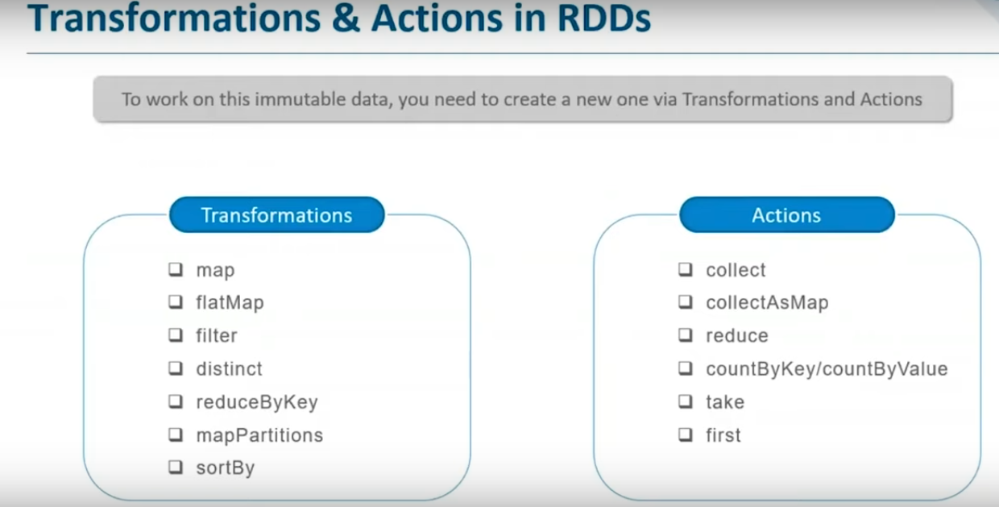 Transformations & Actions in RDDs
To work on this immutable data, you need to create a new one via Transformations and Actions
Transformations
map
flatMap
filter
distinct
reduceByKey
mapPartitions
sortBy
Actions
collect
collectAsMap
reduce
countByKey/countByValue
take
first